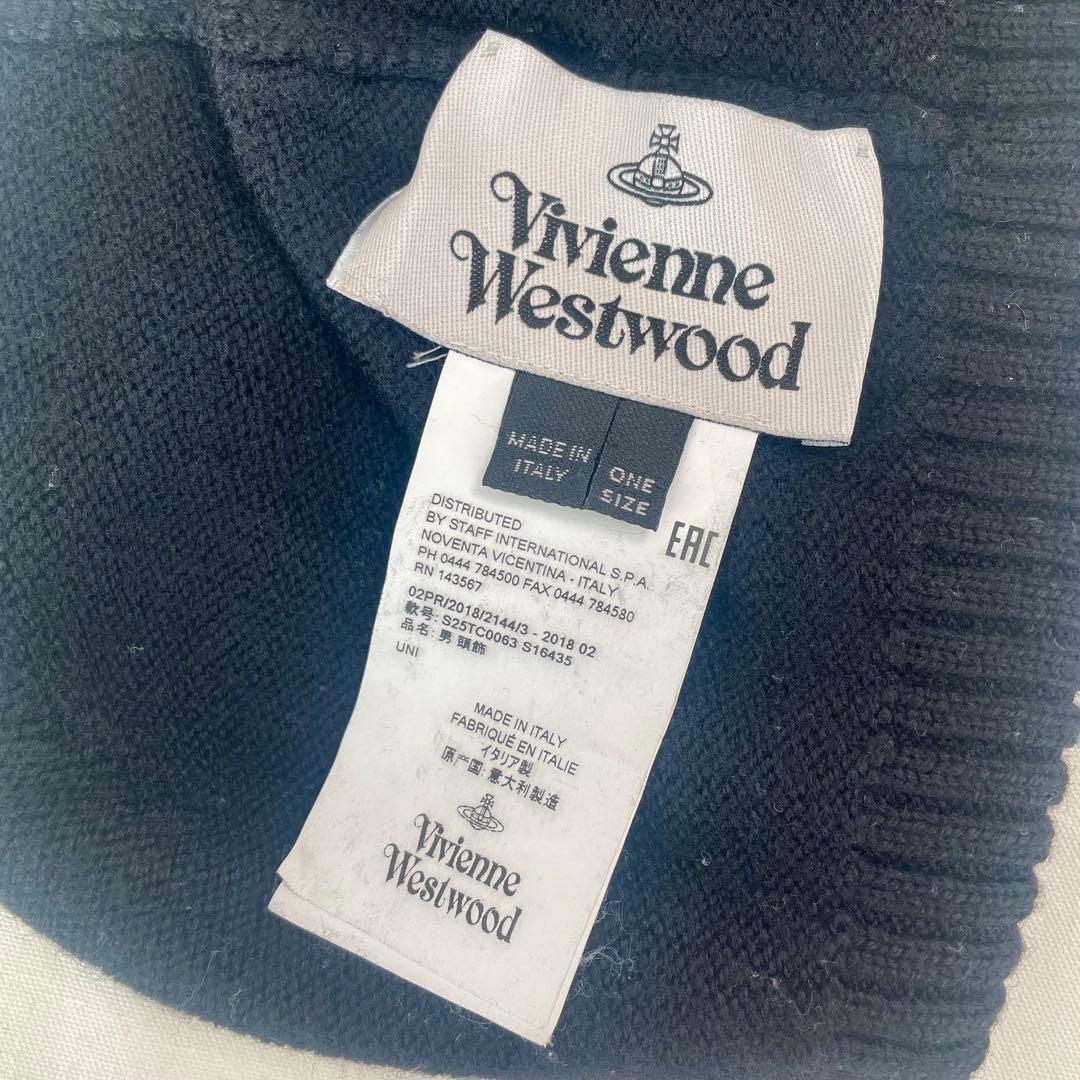 Vivienne
Westwood
MADE IN
ITALY
ONE
SIZE
DISTRIBUTED
BY STAFF INTERNATIONAL S.P.A.
NOVENTA VICENTINA - ITALY
PH 0444 784500 FAX 0444 784580
RN 143567
EAC
02PR/2018/2144/3 - 2018 02
款号: S25TC0063 S16435
品名: 男 頭飾
UNI
MADE IN ITALY
FABRIQUÉ EN ITALIE
イタリア製
原产国: 意大利製造
Vivienne
Westwood